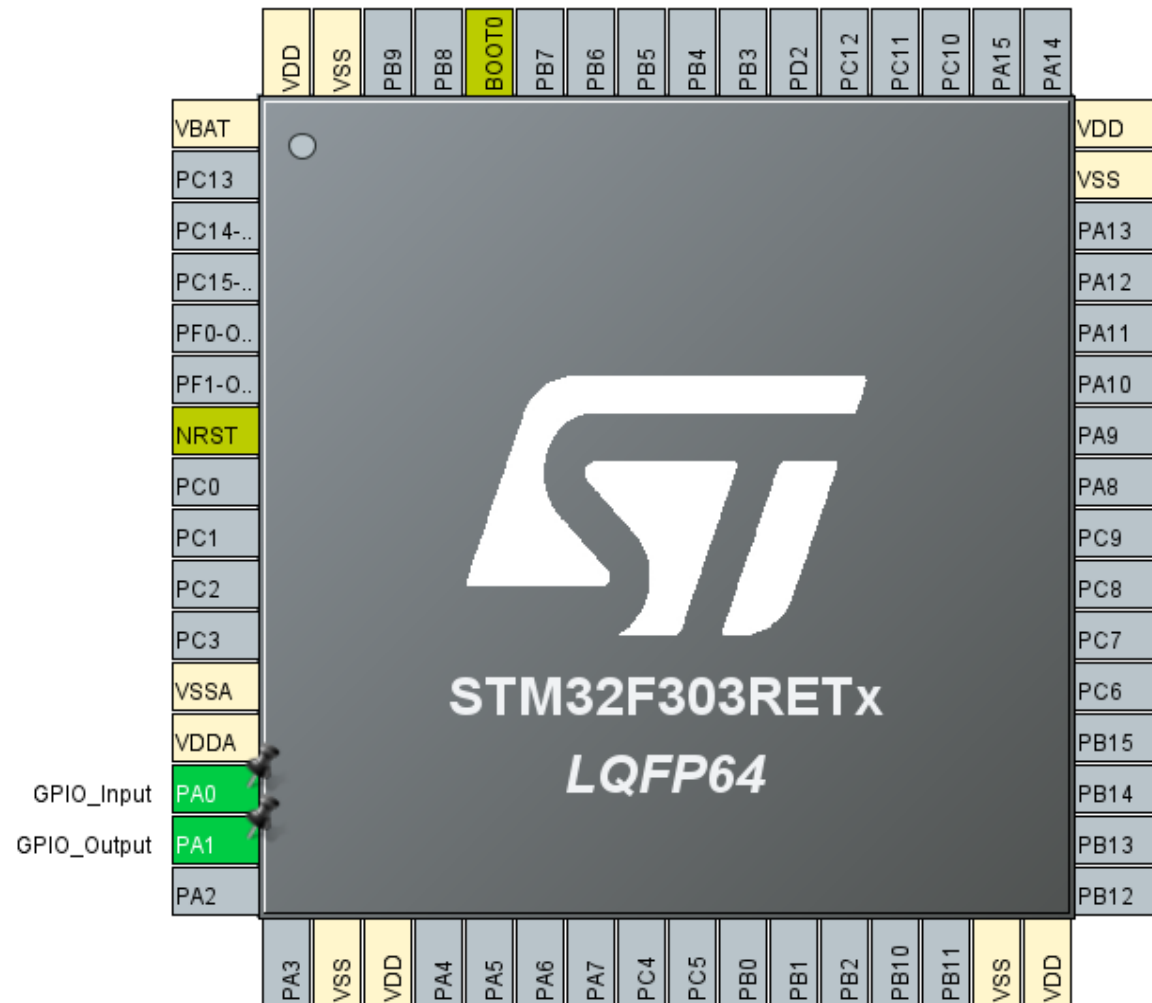 VDD
VSS
PB9
PB8
BOOT0
PB7
PB6
PB5
PB4
PB3
PD2
PC12
PC11
PC10
PA15
PA14
VBAT
PC13
PC14-..
PC15-..
PF0-O..
PF1-O..
NRST
PC0
PC1
PC2
PC3
VSSA
VDDA
GPIO_Input PA0
GPIO_Output PA1
PA2
ST
STM32F303RETx
LQFP64
VDD
VSS
PA13
PA12
PA11
PA10
PA9
PA8
PC9
PC8
PC7
PC6
PB15
PB14
PB13
PB12
PA3
VSS
VDD
PA4
PA5
PA6
PA7
PC4
PC5
PB0
PB1
PB2
PB10
PB11
VSS
VDD